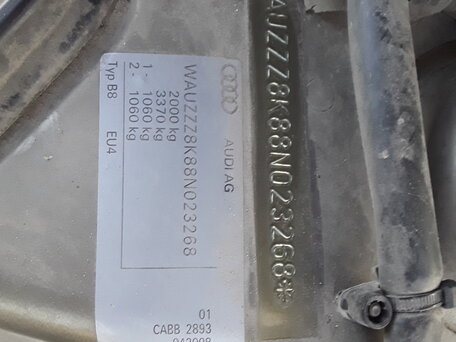 WAUZZZ8K88N023268*
AUDI AG
WAUZZZ8K88N023268
2000 kg
3370 kg
1 - 1060 kg
2 - 1060 kg
Typ B8 EU4
01
CABB 2893